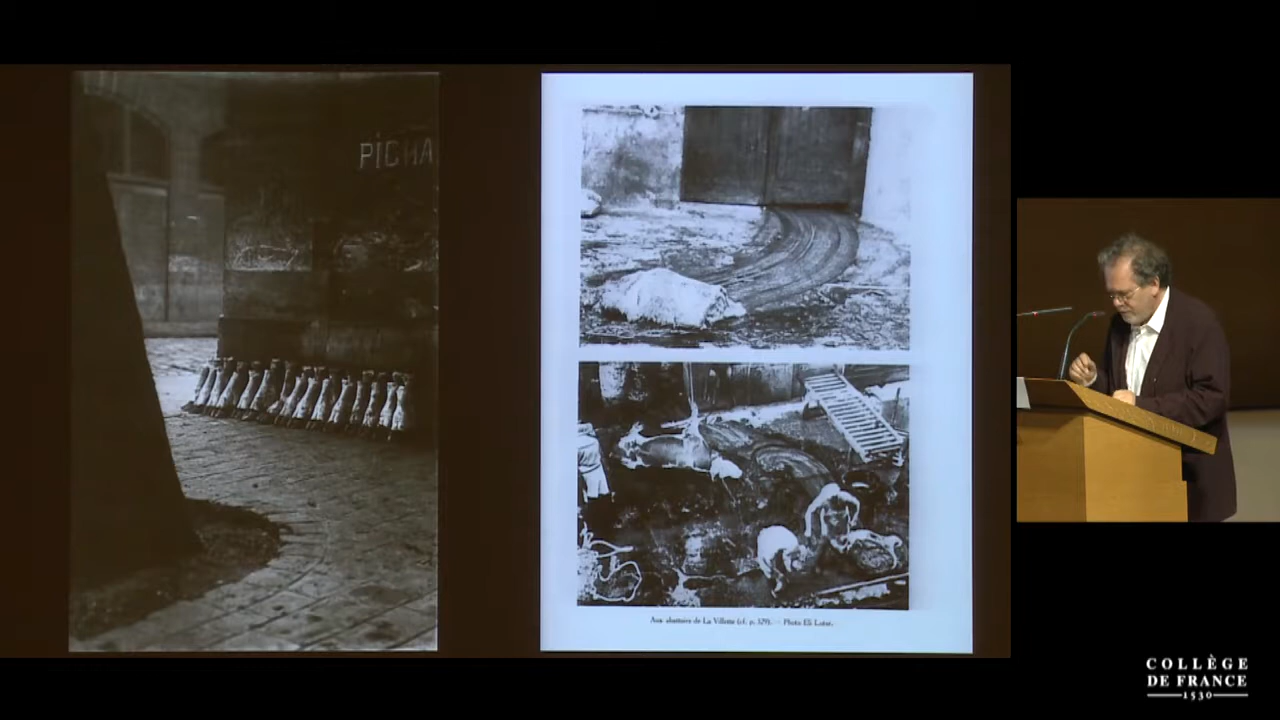 PICHA
Aux abattoirs de La Villette (cf. p. 329). — Photo Eli Lotar.
COLLÈGE
DE FRANCE
1530